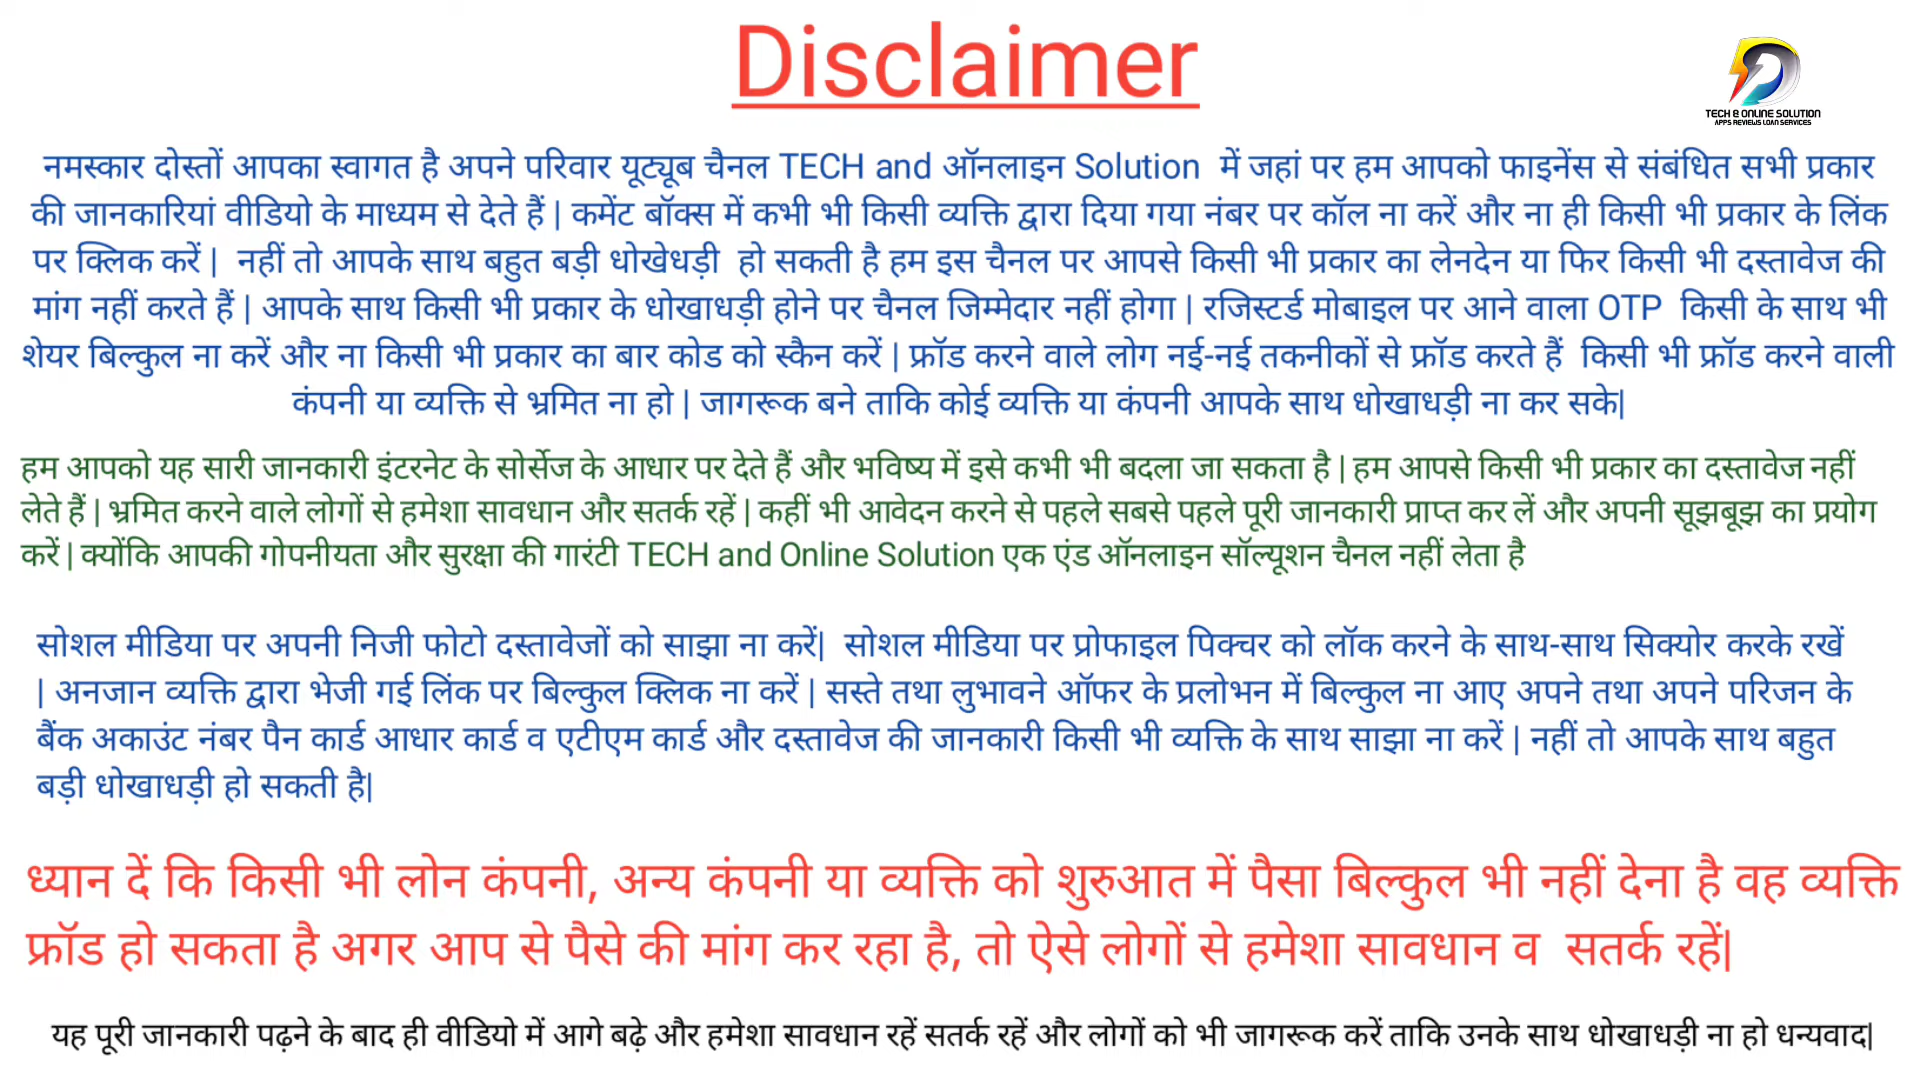 Disclaimer
TECH & ONLINE SOLUTION
APPS REVIEWS LOAN SERVICES
नमस्कार दोस्तों आपका स्वागत है अपने परिवार यूट्यूब चैनल TECH and ऑनलाइन Solution में जहां पर हम आपको फाइनेंस से संबंधित सभी प्रकार
की जानकारियां वीडियो के माध्यम से देते हैं | कमेंट बॉक्स में कभी भी किसी व्यक्ति द्वारा दिया गया नंबर पर कॉल ना करें और ना ही किसी भी प्रकार के लिंक
पर क्लिक करें | नहीं तो आपके साथ बहुत बड़ी धोखेधड़ी हो सकती है हम इस चैनल पर आपसे किसी भी प्रकार का लेनदेन या फिर किसी भी दस्तावेज की
मांग नहीं करते हैं | आपके साथ किसी भी प्रकार के धोखाधड़ी होने पर चैनल जिम्मेदार नहीं होगा | रजिस्टर्ड मोबाइल पर आने वाला OTP किसी के साथ भी
शेयर बिल्कुल ना करें और ना किसी भी प्रकार का बार कोड को स्कैन करें | फ्रॉड करने वाले लोग नई-नई तकनीकों से फ्रॉड करते हैं किसी भी फ्रॉड करने वाली
कंपनी या व्यक्ति से भ्रमित ना हो | जागरूक बने ताकि कोई व्यक्ति या कंपनी आपके साथ धोखाधड़ी ना कर सके|
हम आपको यह सारी जानकारी इंटरनेट के सोर्सेज के आधार पर देते हैं और भविष्य में इसे कभी भी बदला जा सकता है | हम आपसे किसी भी प्रकार का दस्तावेज नहीं
लेते हैं | भ्रमित करने वाले लोगों से हमेशा सावधान और सतर्क रहें | कहीं भी आवेदन करने से पहले सबसे पहले पूरी जानकारी प्राप्त कर लें और अपनी सूझबूझ का प्रयोग
करें | क्योंकि आपकी गोपनीयता और सुरक्षा की गारंटी TECH and Online Solution एक एंड ऑनलाइन सॉल्यूशन चैनल नहीं लेता है
सोशल मीडिया पर अपनी निजी फोटो दस्तावेजों को साझा ना करें| सोशल मीडिया पर प्रोफाइल पिक्चर को लॉक करने के साथ-साथ सिक्योर करके रखें
| अनजान व्यक्ति द्वारा भेजी गई लिंक पर बिल्कुल क्लिक ना करें | सस्ते तथा लुभावने ऑफर के प्रलोभन में बिल्कुल ना आए अपने तथा अपने परिजन के
बैंक अकाउंट नंबर पैन कार्ड आधार कार्ड व एटीएम कार्ड और दस्तावेज की जानकारी किसी भी व्यक्ति के साथ साझा ना करें | नहीं तो आपके साथ बहुत
बड़ी धोखाधड़ी हो सकती है|
ध्यान दें कि किसी भी लोन कंपनी, अन्य कंपनी या व्यक्ति को शुरुआत में पैसा बिल्कुल भी नहीं देना है वह व्यक्ति
फ्रॉड हो सकता है अगर आप से पैसे की मांग कर रहा है, तो ऐसे लोगों से हमेशा सावधान व सतर्क रहें|
यह पूरी जानकारी पढ़ने के बाद ही वीडियो में आगे बढ़े और हमेशा सावधान रहें सतर्क रहें और लोगों को भी जागरूक करें ताकि उनके साथ धोखाधड़ी ना हो धन्यवाद|